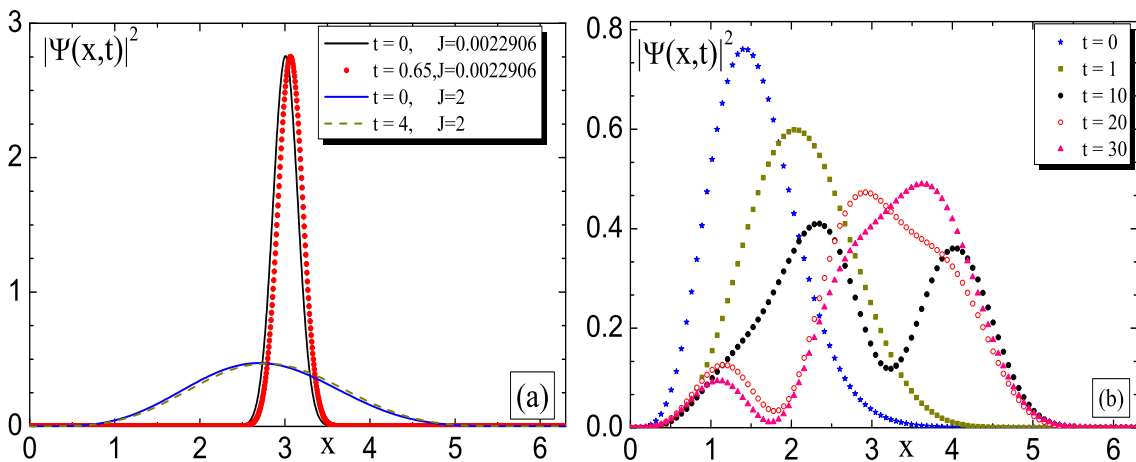 |Ψ(x,t)|²
t = 0, J=0.0022906
t = 0.65, J=0.0022906
t = 0, J=2
t = 4, J=2
3
2
1
0
0 1 2 3 4 5 6
x
(a)
|Ψ(x,t)|²
t = 0
t = 1
t = 10
t = 20
t = 30
0.8
0.6
0.4
0.2
0.0
0 1 2 3 4 5 6
x
(b)